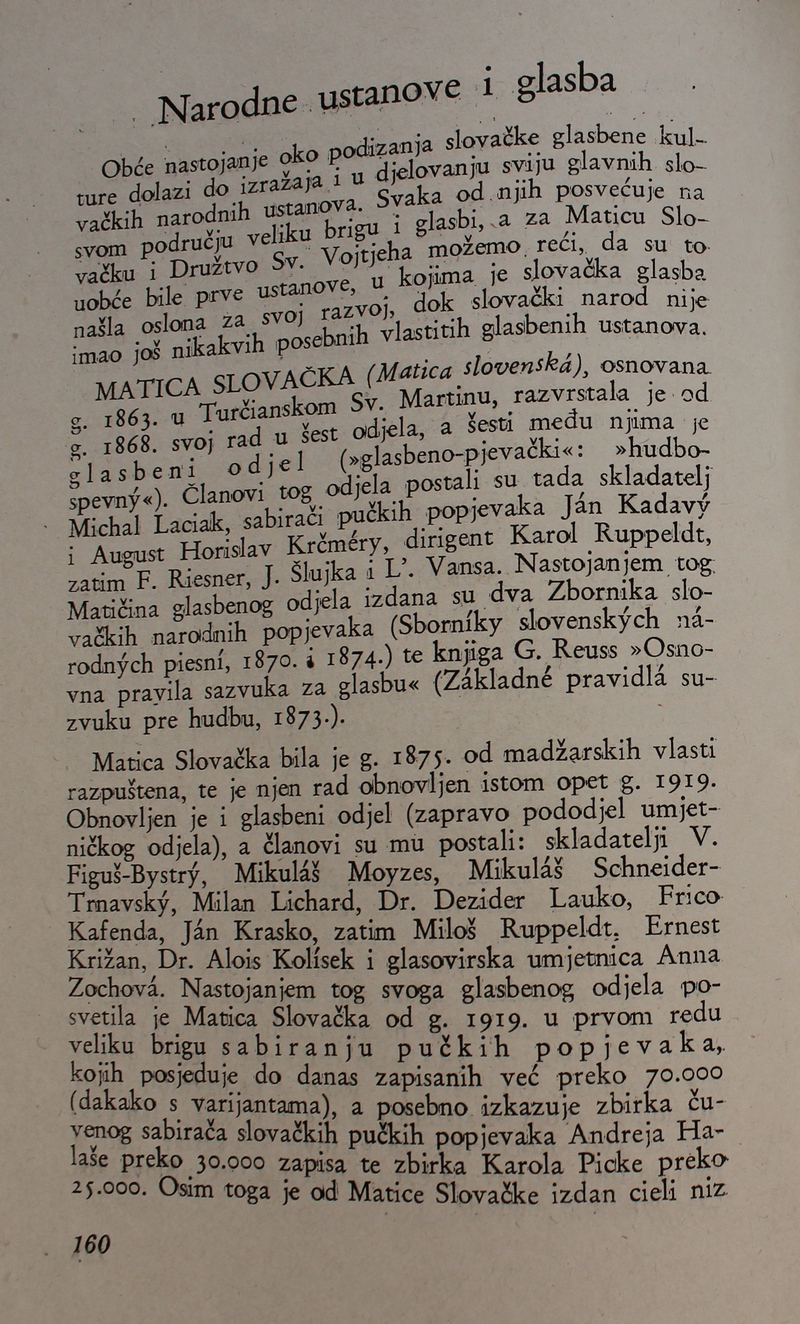 Narodne ustanove i glasba
Obće nastojanje oko podizanja slovačke glasbene kul-
ture dolazi do izražaja i u djelovanju sviju glavnih slo-
vačkih narodnih ustanova. Svaka od njih posvećuje na
svom području veliku brigu i glasbi, a za Maticu Slo-
vačku i Družtvo Sv. Vojtjeha možemo reći, da su to
uobće bile prve ustanove, u kojima je slovačka glasba
našla oslona za svoj razvoj, dok slovački narod nije
imao još nikakvih posebnih vlastitih glasbenih ustanova.
MATICA SLOVAČKA (Matica slovenská), osnovana
g. 1863. u Turčianskom Sv. Martinu, razvrstala je od
g. 1868. svoj rad u šest odjela, a šesti među njima je
glasbeni odjel (»glasbeno-pjevački«: »hudbo-
spevný«). Članovi tog odjela postali su tada skladatelj
Michal Laciak, sabirači pučkih popjevaka Ján Kadavý
i August Horislav Krčméry, dirigent Karol Ruppeldt,
zatim F. Riesner, J. Šlujka i L’. Vansa. Nastojanjem tog
Matičina glasbenog odjela izdana su dva Zbornika slo-
vačkih narodnih popjevaka (Sborníky slovenských ná-
rodných piesní, 1870. i 1874.) te knjiga G. Reuss »Osno-
vna pravila sazvuka za glasbu« (Základné pravidlá su-
zvuku pre hudbu, 1873.).
Matica Slovačka bila je g. 1875. od madžarskih vlasti
razpuštena, te je njen rad obnovljen istom opet g. 1919.
Obnovljen je i glasbeni odjel (zapravo pododjel umjet-
ničkog odjela), a članovi su mu postali: skladatelji V.
Figuš-Bystrý, Mikuláš Moyzes, Mikuláš Schneider-
Trnavský, Milan Lichard, Dr. Dezider Lauko, Frico
Kafenda, Ján Krasko, zatim Miloš Ruppeldt, Ernest
Križan, Dr. Alois Kolísek i glasovirska umjetnica Anna
Zochová. Nastojanjem tog svoga glasbenog odjela po-
svetila je Matica Slovačka od g. 1919. u prvom redu
veliku brigu sabiranju pučkih popjevaka,
kojih posjeduje do danas zapisanih već preko 70.000
(dakako s varijantama), a posebno izkazuje zbirka ču-
venog sabirača slovačkih pučkih popjevaka Andreja Ha-
laše preko 30.000 zapisa te zbirka Karola Picke preko
25.000. Osim toga je od Matice Slovačke izdan cieli niz
160